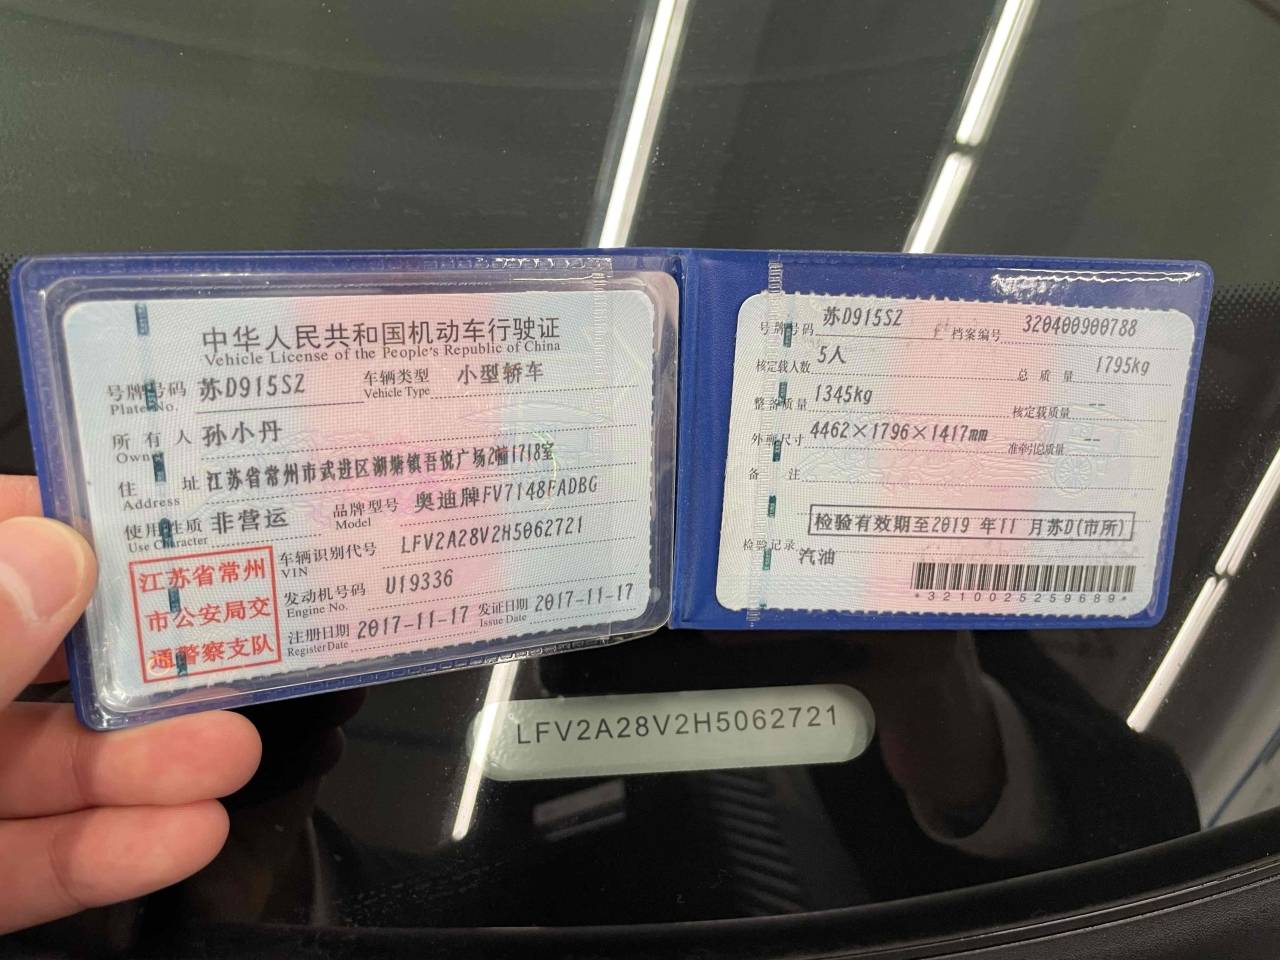 中华人民共和国机动车行驶证
Vehicle License of the People's Republic of China
号牌号码 苏D915SZ 车辆类型 小型轿车
Plate No. Vehicle Type
所有人 孙小丹
Owner
住址 江苏省常州市武进区湖塘镇吾悦广场2幢1718室
Address
使用性质 非营运 品牌型号 奥迪牌FV7148FADBG
Use Character Model
江苏省常州
市公安局交
通警察支队
车辆识别代号 LFV2A28V2H5062721
VIN
发动机号码 U19336
Engine No.
注册日期 2017-11-17 发证日期 2017-11-17
Register Date Issue Date
号牌号码 苏D915SZ 档案编号 320400900788
核定载人数 5人 总质量 1795kg
整备质量 1345kg 核定载质量 --
外廓尺寸 4462×1796×1417mm 准牵引总质量 --
备注
检验有效期至2019 年11 月苏D(市所)
检验记录
汽油
*3210025259689*
LFV2A28V2H5062721